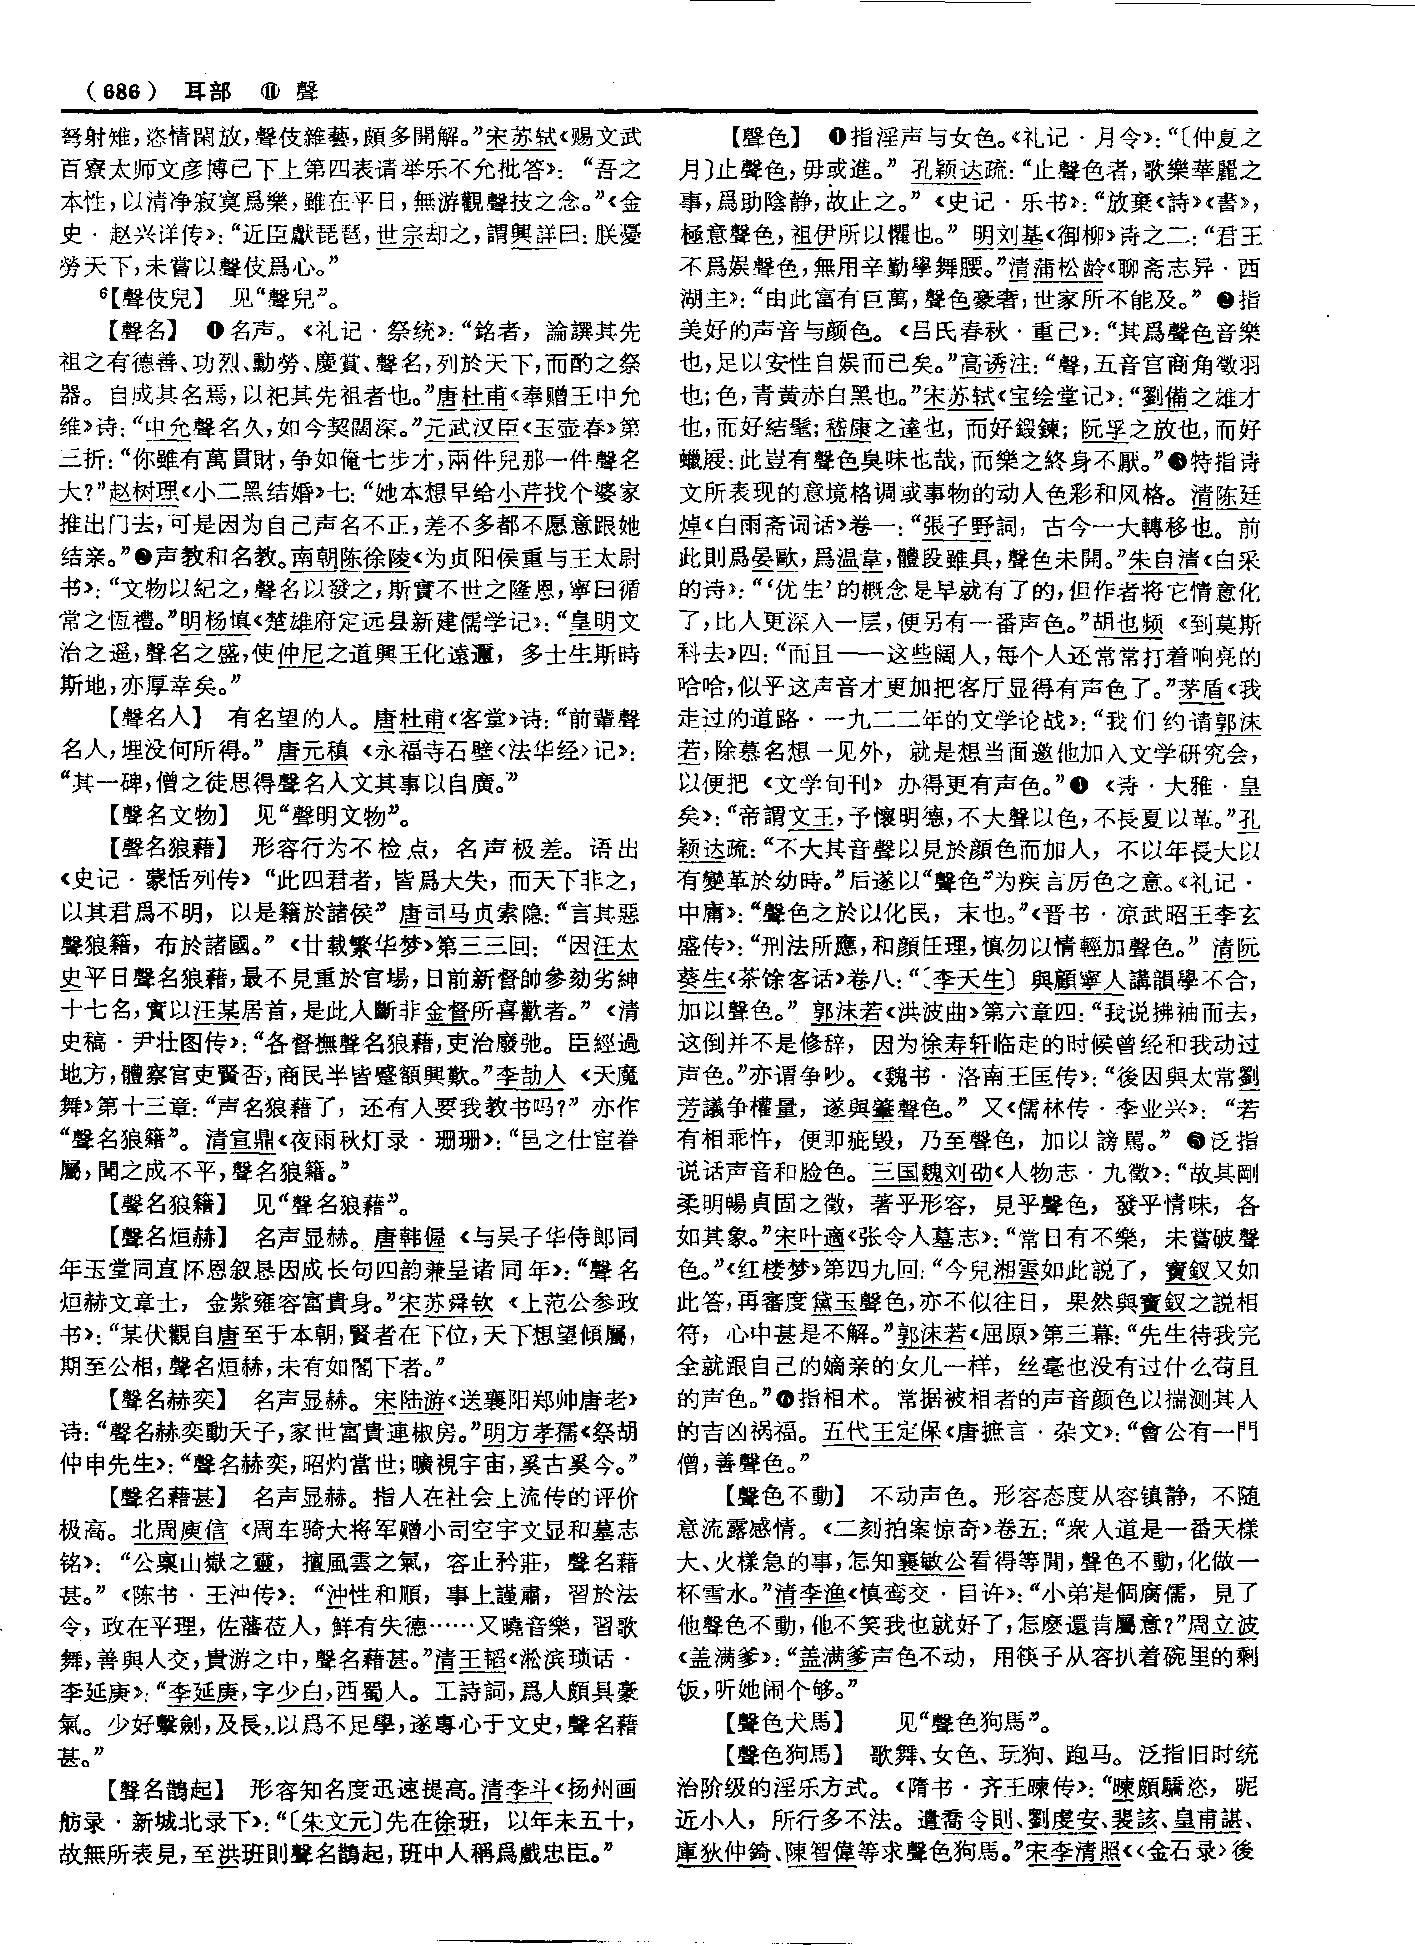 （686） 耳部 ⑪ 聲
弩射雉，恣情閑放，聲伎雜藝，頗多開解。”宋苏轼《赐文武
百寮太师文彦博已下上第四表请举乐不允批答》：“吾之
本性，以清净寂寞爲樂，雖在平日，無游觀聲技之念。”《金
史·赵兴详传》：“近臣獻琵琶，世宗却之，謂興詳曰：朕憂
勞天下，未嘗以聲伎爲心。”
6【聲伎兒】 见“聲兒”。
【聲名】 ❶名声。《礼记·祭统》：“銘者，論譔其先
祖之有德善、功烈、勳勞、慶賞、聲名，列於天下，而酌之祭
器。自成其名焉，以祀其先祖者也。”唐杜甫《奉赠王中允
维》诗：“中允聲名久，如今契闊深。”元武汉臣《玉壶春》第
三折：“你雖有萬貫財，争如俺七步才，兩件兒那一件聲名
大？”赵树理《小二黑结婚》七：“她本想早给小芹找个婆家
推出门去，可是因为自己声名不正，差不多都不愿意跟她
结亲。”❷声教和名教。南朝陈徐陵《为贞阳侯重与王太尉
书》：“文物以紀之，聲名以發之，斯實不世之隆恩，寧曰循
常之恆禮。”明杨慎《楚雄府定远县新建儒学记》：“皇明文
治之遥，聲名之盛，使仲尼之道興王化遠邇，多士生斯時
斯地，亦厚幸矣。”
【聲名人】 有名望的人。唐杜甫《客堂》诗：“前輩聲
名人，埋没何所得。”唐元稹《永福寺石壁〈法华经〉记》：
“其一碑，僧之徒思得聲名人文其事以自廣。”
【聲名文物】 见“聲明文物”。
【聲名狼藉】 形容行为不检点，名声极差。语出
《史记·蒙恬列传》“此四君者，皆爲大失，而天下非之，
以其君爲不明，以是籍於諸侯”唐司马贞索隐：“言其惡
聲狼籍，布於諸國。”《廿载繁华梦》第三三回：“因汪太
史平日聲名狼藉，最不見重於官場，日前新督帥參劾劣紳
十七名，實以汪某居首，是此人斷非金督所喜歡者。”《清
史稿·尹壮图传》：“各督撫聲名狼藉，吏治廢弛。臣經過
地方，體察官吏賢否，商民半皆蹙額興歎。”李劼人《天魔
舞》第十三章：“声名狼藉了，还有人要我教书吗？”亦作
“聲名狼籍”。清宣鼎《夜雨秋灯录·珊珊》：“邑之仕宦眷
屬，聞之成不平，聲名狼籍。”
【聲名狼籍】 见“聲名狼藉”。
【聲名烜赫】 名声显赫。唐韩偓《与吴子华侍郎同
年玉堂同直怀恩叙恳因成长句四韵兼呈诸同年》：“聲名
烜赫文章士，金紫雍容富貴身。”宋苏舜钦《上范公参政
书》：“某伏觀自唐至于本朝，賢者在下位，天下想望傾屬，
期至公相，聲名烜赫，未有如閣下者。”
【聲名赫奕】 名声显赫。宋陆游《送襄阳郑帅唐老》
诗：“聲名赫奕動天子，家世富貴連椒房。”明方孝孺《祭胡
仲申先生》：“聲名赫奕，昭灼當世；曠視宇宙，奚古奚今。”
【聲名藉甚】 名声显赫。指人在社会上流传的评价
极高。北周庾信《周车骑大将军赠小司空宇文显和墓志
铭》：“公稟山嶽之靈，擅風雲之氣，容止矜莊，聲名藉
甚。”《陈书·王沖传》：“沖性和順，事上謹肅，習於法
令，政在平理，佐藩莅人，鮮有失德……又曉音樂，習歌
舞，善與人交，貴游之中，聲名藉甚。”清王韬《淞滨琐话·
李延庚》：“李延庚，字少白，西蜀人。工詩詞，爲人頗具豪
氣。少好擊劍，及長，以爲不足學，遂專心于文史，聲名藉
甚。”
【聲名鵲起】 形容知名度迅速提高。清李斗《扬州画
舫录·新城北录下》：“〔朱文元〕先在徐班，以年未五十，
故無所表見，至洪班則聲名鵲起，班中人稱爲戲忠臣。”
【聲色】 ❶指淫声与女色。《礼记·月令》：“〔仲夏之
月〕止聲色，毋或進。”孔颖达疏：“止聲色者，歌樂華麗之
事，爲助陰静，故止之。”《史记·乐书》：“放棄《詩》《書》，
極意聲色，祖伊所以懼也。”明刘基《御柳》诗之二：“君王
不爲娱聲色，無用辛勤學舞腰。”清蒲松龄《聊斋志异·西
湖主》：“由此富有巨萬，聲色豪奢，世家所不能及。”❷指
美好的声音与颜色。《吕氏春秋·重己》：“其爲聲色音樂
也，足以安性自娱而已矣。”高诱注：“聲，五音宫商角徵羽
也；色，青黄赤白黑也。”宋苏轼《宝绘堂记》：“劉備之雄才
也，而好結髦；嵇康之達也，而好鍛鍊；阮孚之放也，而好
蠟屐：此豈有聲色臭味也哉，而樂之終身不厭。”❸特指诗
文所表现的意境格调或事物的动人色彩和风格。清陈廷
焯《白雨斋词话》卷一：“張子野詞，古今一大轉移也。前
此則爲晏歐，爲温韋，體段雖具，聲色未開。”朱自清《白采
的诗》：“‘优生’的概念是早就有了的，但作者将它情意化
了，比人更深入一层，便另有一番声色。”胡也频《到莫斯
科去》四：“而且——这些阔人，每个人还常常打着响亮的
哈哈，似乎这声音才更加把客厅显得有声色了。”茅盾《我
走过的道路·一九二二年的文学论战》：“我们约请郭沫
若，除慕名想一见外，就是想当面邀他加入文学研究会，
以便把《文学旬刊》办得更有声色。”❹《诗·大雅·皇
矣》：“帝謂文王，予懷明德，不大聲以色，不長夏以革。”孔
颖达疏：“不大其音聲以見於顔色而加人，不以年長大以
有變革於幼時。”后遂以“聲色”为疾言厉色之意。《礼记·
中庸》：“聲色之於以化民，末也。”《晋书·凉武昭王李玄
盛传》：“刑法所應，和顔任理，慎勿以情輕加聲色。”清阮
葵生《茶馀客话》卷八：“〔李天生〕與顧寧人講韻學不合，
加以聲色。”郭沫若《洪波曲》第六章四：“我说拂袖而去，
这倒并不是修辞，因为徐寿轩临走的时候曾经和我动过
声色。”亦谓争吵。《魏书·洛南王匡传》：“後因與太常劉
芳議争權量，遂與肇聲色。”又《儒林传·李业兴》：“若
有相乖忤，便即疵毁，乃至聲色，加以謗駡。”❺泛指
说话声音和脸色。三国魏刘劭《人物志·九徵》：“故其剛
柔明暢貞固之徵，著乎形容，見乎聲色，發乎情味，各
如其象。”宋叶適《张令人墓志》：“常日有不樂，未嘗破聲
色。”《红楼梦》第四九回：“今兒湘雲如此説了，寶釵又如
此答，再審度黛玉聲色，亦不似往日，果然與寶釵之説相
符，心中甚是不解。”郭沫若《屈原》第三幕：“先生待我完
全就跟自己的嫡亲的女儿一样，丝毫也没有过什么苟且
的声色。”❻指相术。常据被相者的声音颜色以揣测其人
的吉凶祸福。五代王定保《唐摭言·杂文》：“會公有一門
僧，善聲色。”
【聲色不動】 不动声色。形容态度从容镇静，不随
意流露感情。《二刻拍案惊奇》卷五：“衆人道是一番天樣
大、火樣急的事，怎知襄敏公看得等閒，聲色不動，化做一
杯雪水。”清李渔《慎鸾交·目许》：“小弟是個腐儒，見了
他聲色不動，他不笑我也就好了，怎麽還肯屬意？”周立波
《盖满爹》：“盖满爹声色不动，用筷子从容扒着碗里的剩
饭，听她闹个够。”
【聲色犬馬】 见“聲色狗馬”。
【聲色狗馬】 歌舞、女色、玩狗、跑马。泛指旧时统
治阶级的淫乐方式。《隋书·齐王暕传》：“暕頗驕恣，昵
近小人，所行多不法。遣喬令則、劉虔安、裴該、皇甫諶、
庫狄仲錡、陳智偉等求聲色狗馬。”宋李清照《〈金石录〉後